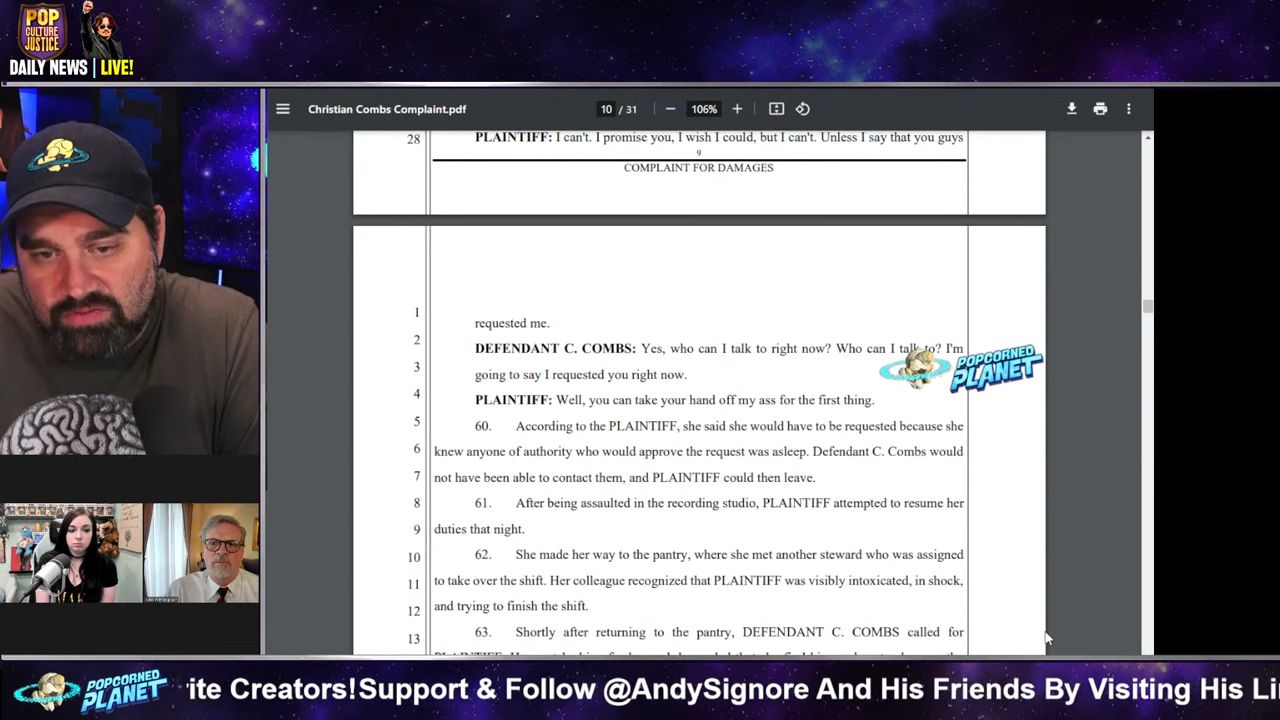 POP
CULTURE
JUSTICE
DAILY NEWS | LIVE!
Christian Combs Complaint.pdf
10 / 31
106%
28 PLAINTIFF: I can't. I promise you, I wish I could, but I can't. Unless I say that you guys
9
COMPLAINT FOR DAMAGES
1 requested me.
2 DEFENDANT C. COMBS: Yes, who can I talk to right now? Who can I talk to? I'm
3 going to say I requested you right now.
4 PLAINTIFF: Well, you can take your hand off my ass for the first thing.
5 60. According to the PLAINTIFF, she said she would have to be requested because she
6 knew anyone of authority who would approve the request was asleep. Defendant C. Combs would
7 not have been able to contact them, and PLAINTIFF could then leave.
8 61. After being assaulted in the recording studio, PLAINTIFF attempted to resume her
9 duties that night.
10 62. She made her way to the pantry, where she met another steward who was assigned
11 to take over the shift. Her colleague recognized that PLAINTIFF was visibly intoxicated, in shock,
12 and trying to finish the shift.
13 63. Shortly after returning to the pantry, DEFENDANT C. COMBS called for
POPCORNED
PLANET
POPCORNED
PLANET
ite Creators!Support & Follow @AndySignore And His Friends By Visiting His Li